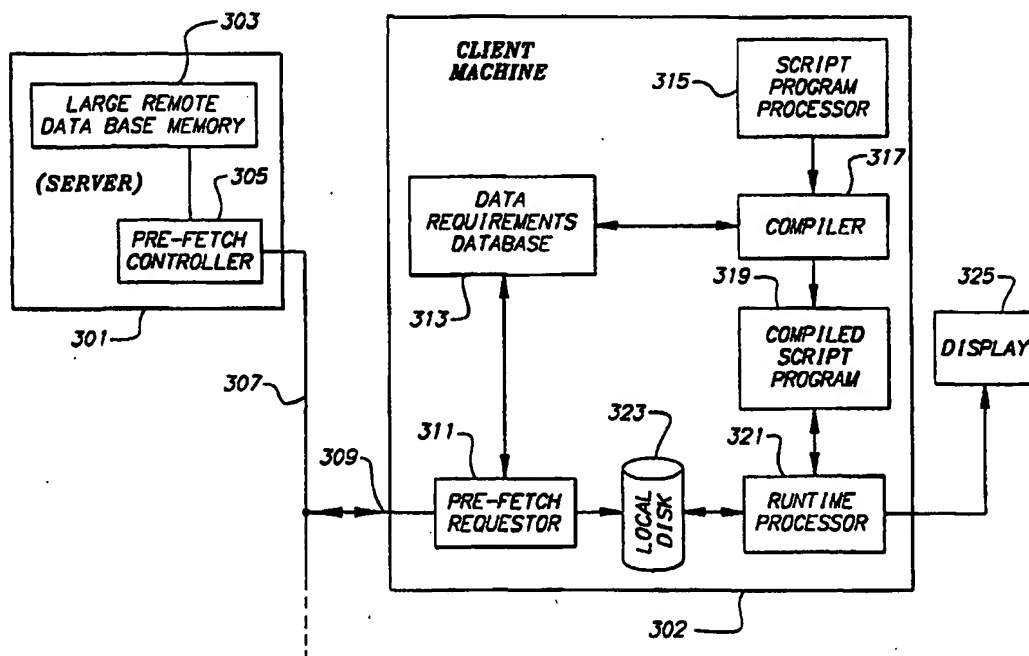 303
LARGE REMOTE
DATA BASE MEMORY
(SERVER)
305
PRE-FETCH
CONTROLLER
301
307
309
CLIENT
MACHINE
315
SCRIPT
PROGRAM
PROCESSOR
317
COMPILER
DATA
REQUIREMENTS
DATABASE
313
319
COMPILED
SCRIPT
PROGRAM
325
DISPLAY
311
PRE-FETCH
REQUESTOR
323
LOCAL
DISK
321
RUNTIME
PROCESSOR
302